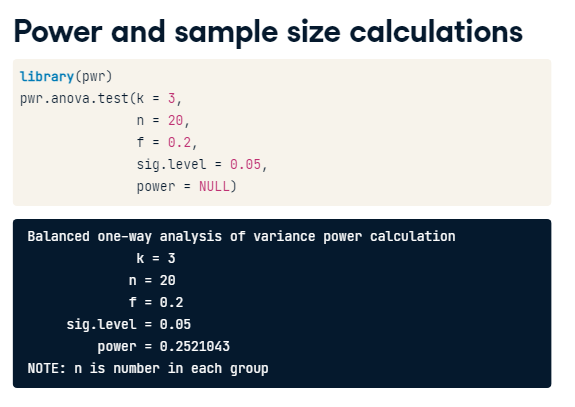 Power and sample size calculations
library(pwr)
pwr.anova.test(k = 3,
n = 20,
f = 0.2,
sig.level = 0.05,
power = NULL)
Balanced one-way analysis of variance power calculation
k = 3
n = 20
f = 0.2
sig.level = 0.05
power = 0.2521043
NOTE: n is number in each group